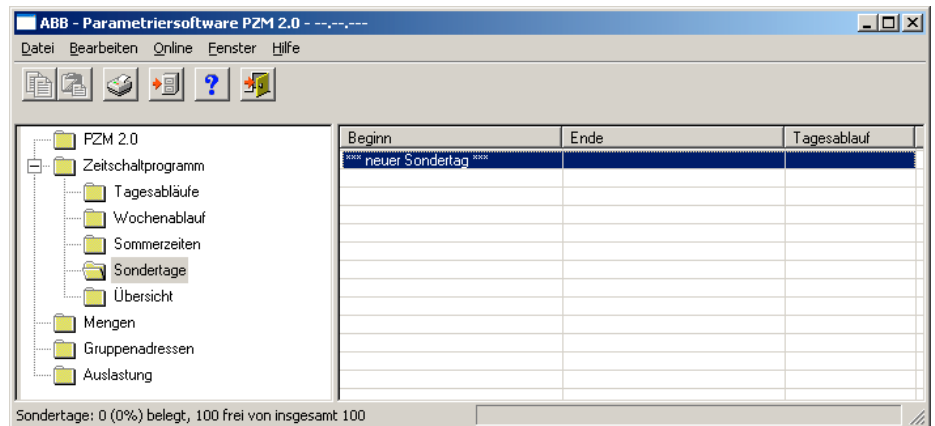 ABB - Parametriersoftware PZM 2.0 - --.--.----
Datei Bearbeiten Online Fenster Hilfe
PZM 2.0
Zeitschaltprogramm
Tagesabläufe
Wochenablauf
Sommerzeiten
Sondertage
Übersicht
Mengen
Gruppenadressen
Auslastung
Beginn Ende Tagesablauf
*** neuer Sondertag ***
Sondertage: 0 (0%) belegt, 100 frei von insgesamt 100